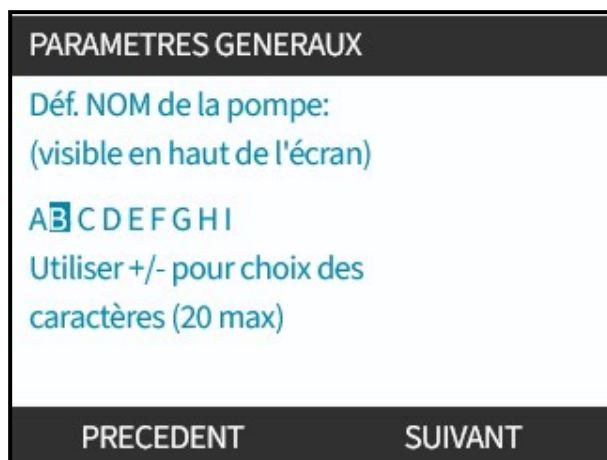 PARAMETRES GENERAUX
Déf. NOM de la pompe:
(visible en haut de l'écran)
A B C D E F G H I
Utiliser +/- pour choix des
caractères (20 max)
PRECEDENT SUIVANT